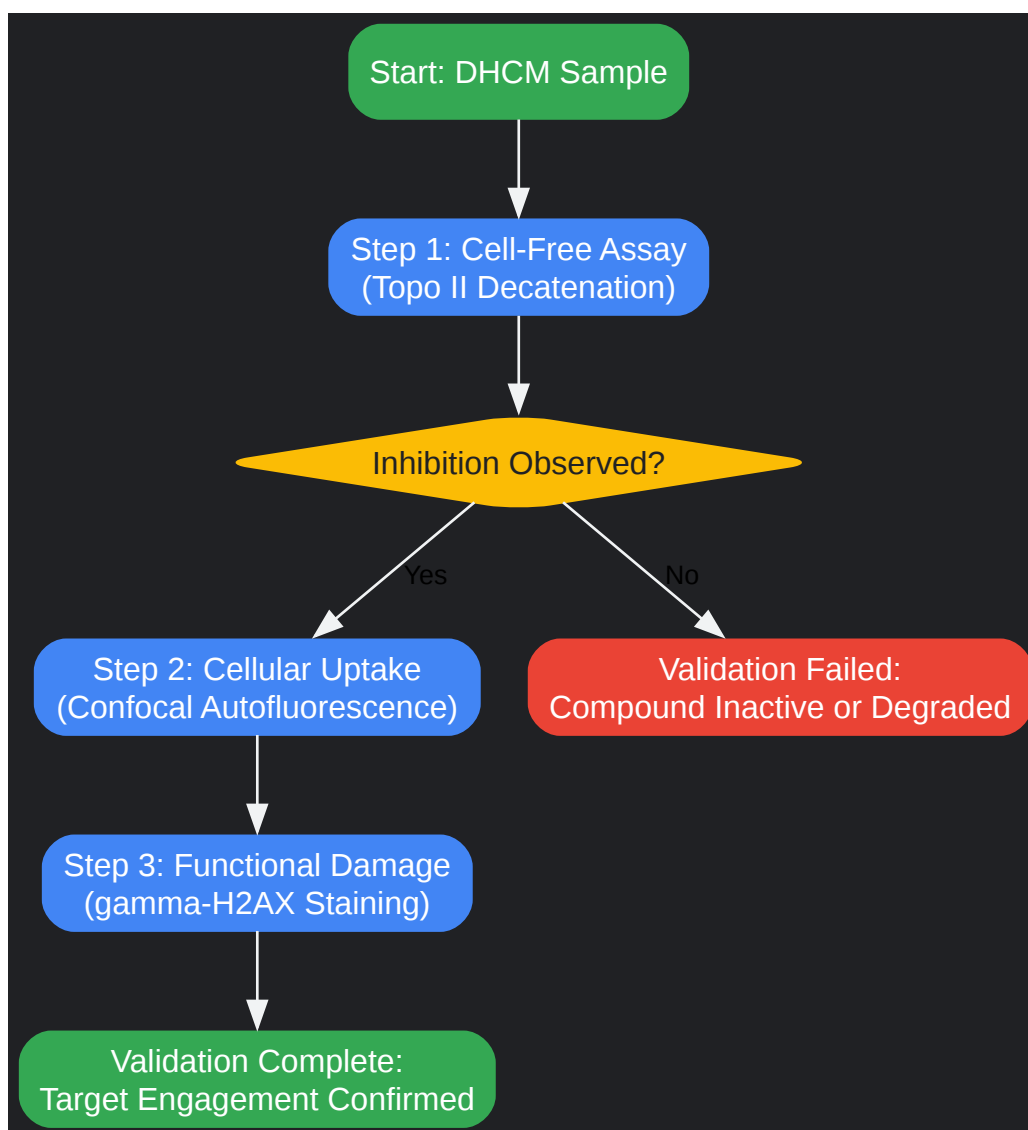 Start: DHCM Sample
Step 1: Cell-Free Assay
(Topo II Decatenation)
Inhibition Observed?
Yes
No
Step 2: Cellular Uptake
(Confocal Autofluorescence)
Validation Failed:
Compound Inactive or Degraded
Step 3: Functional Damage
(gamma-H2AX Staining)
Validation Complete:
Target Engagement Confirmed